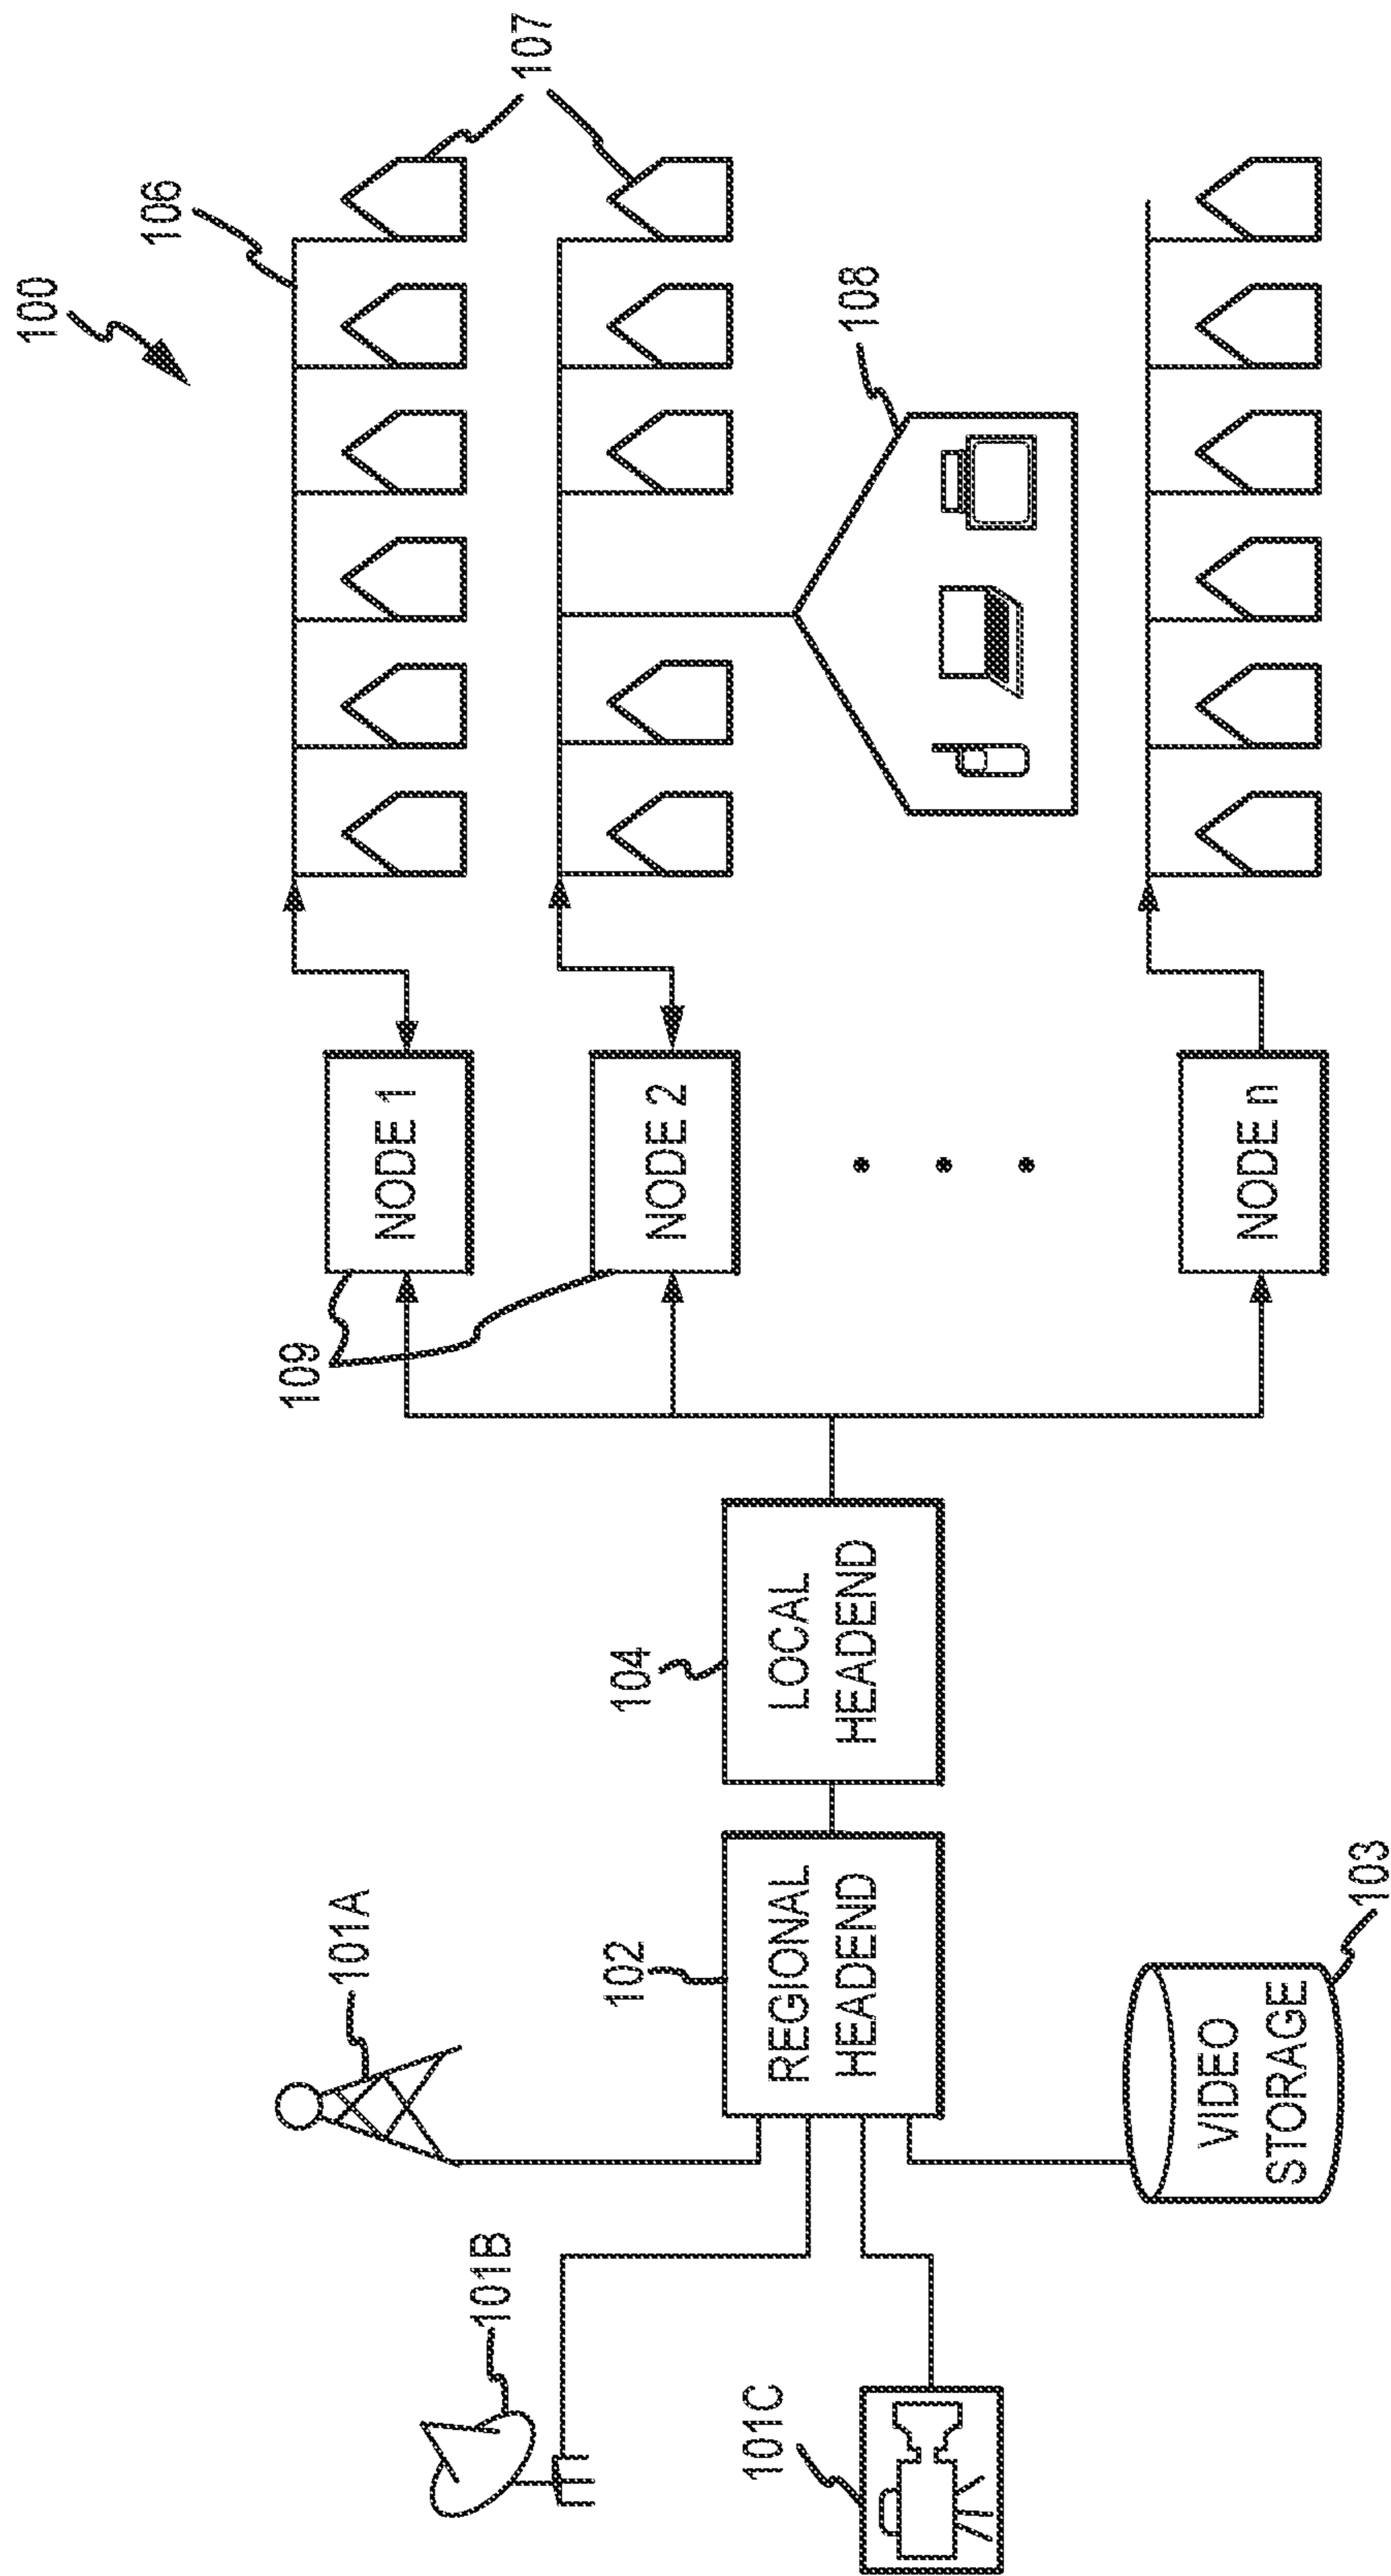 100
106
107
108
NODE 1
NODE 2
NODE n
109
104
LOCAL
HEADEND
102
REGIONAL
HEADEND
101A
101B
101C
103
VIDEO
STORAGE